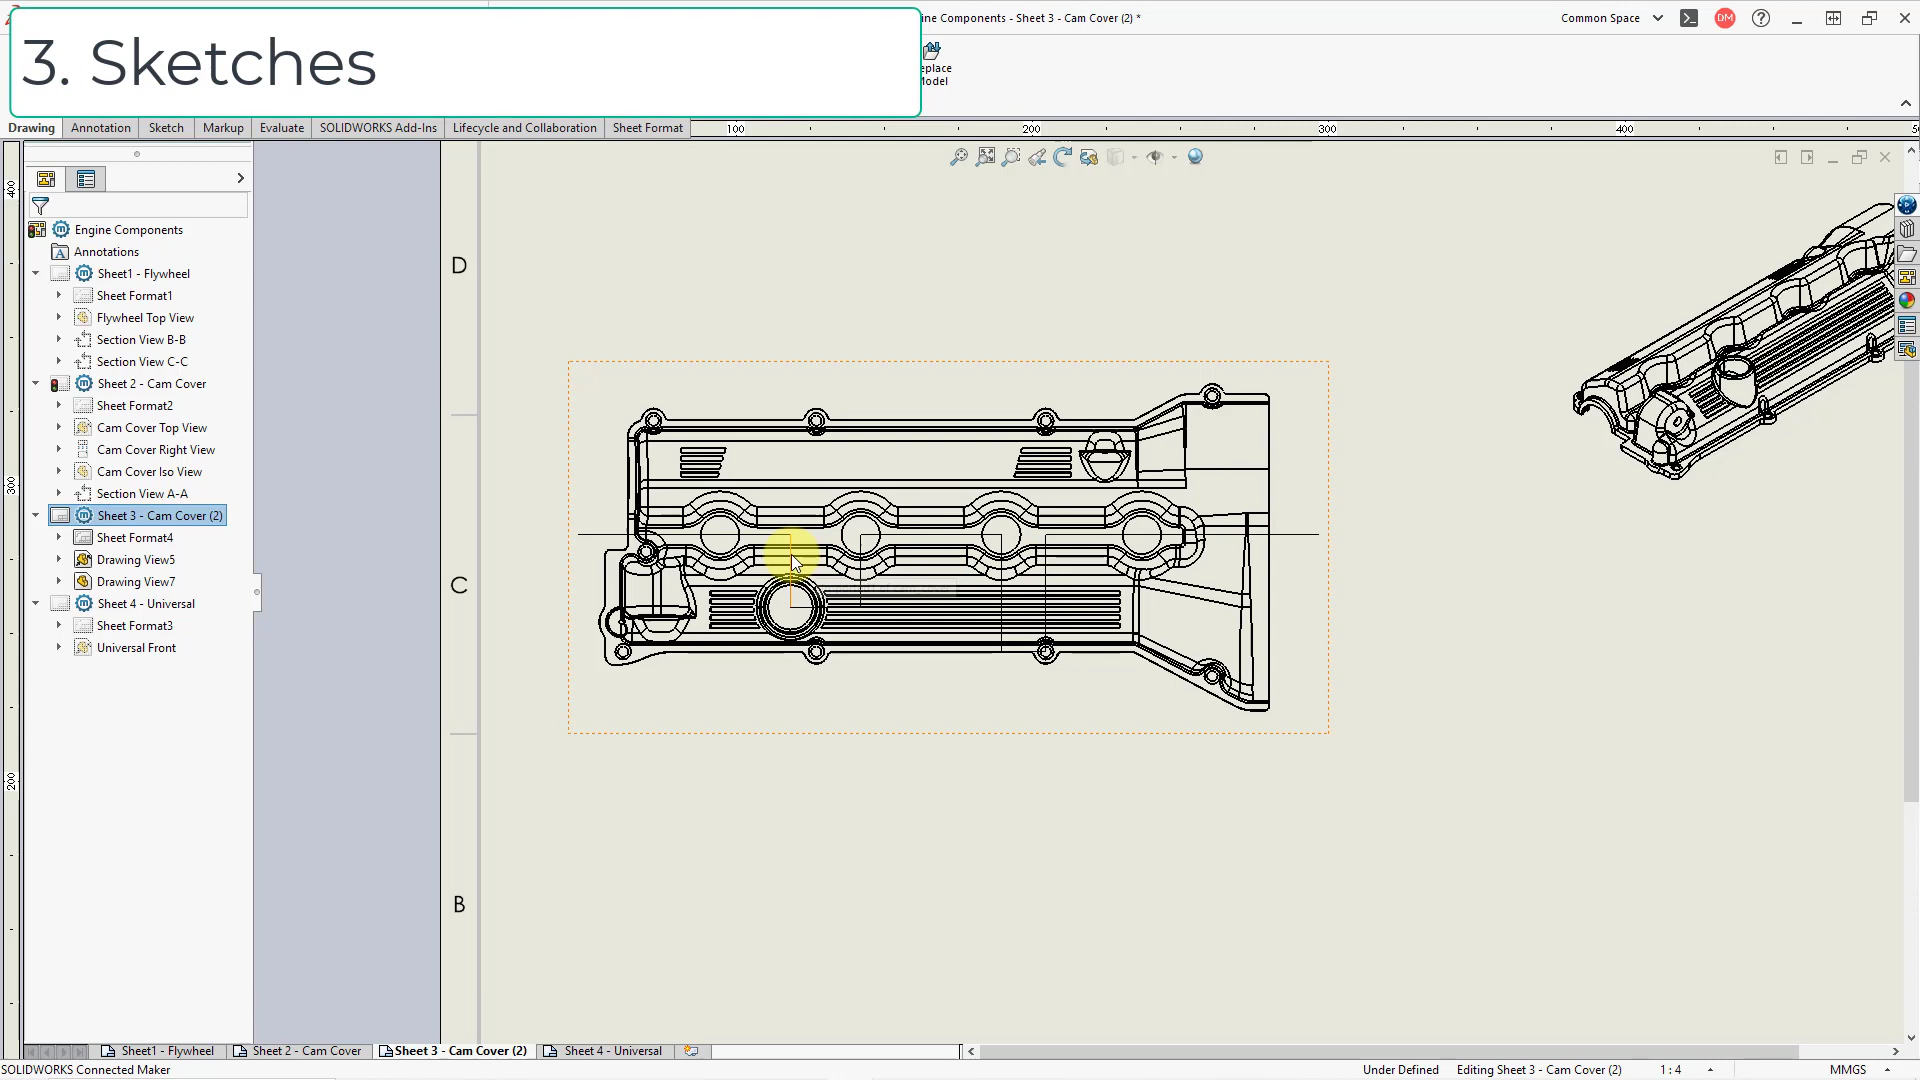 3. Sketches
ine Components - Sheet 3 - Cam Cover (2) *
Common Space
DM
eplace
Model
Drawing
Annotation
Sketch
Markup
Evaluate
SOLIDWORKS Add-Ins
Lifecycle and Collaboration
Sheet Format
100
200
300
400
400
300
200
Engine Components
Annotations
Sheet1 - Flywheel
Sheet Format1
Flywheel Top View
Section View B-B
Section View C-C
Sheet 2 - Cam Cover
Sheet Format2
Cam Cover Top View
Cam Cover Right View
Cam Cover Iso View
Section View A-A
Sheet 3 - Cam Cover (2)
Sheet Format4
Drawing View5
Drawing View7
Sheet 4 - Universal
Sheet Format3
Universal Front
D
C
B
Sheet1 - Flywheel
Sheet 2 - Cam Cover
Sheet 3 - Cam Cover (2)
Sheet 4 - Universal
SOLIDWORKS Connected Maker
Under Defined
Editing Sheet 3 - Cam Cover (2)
1 : 4
MMGS